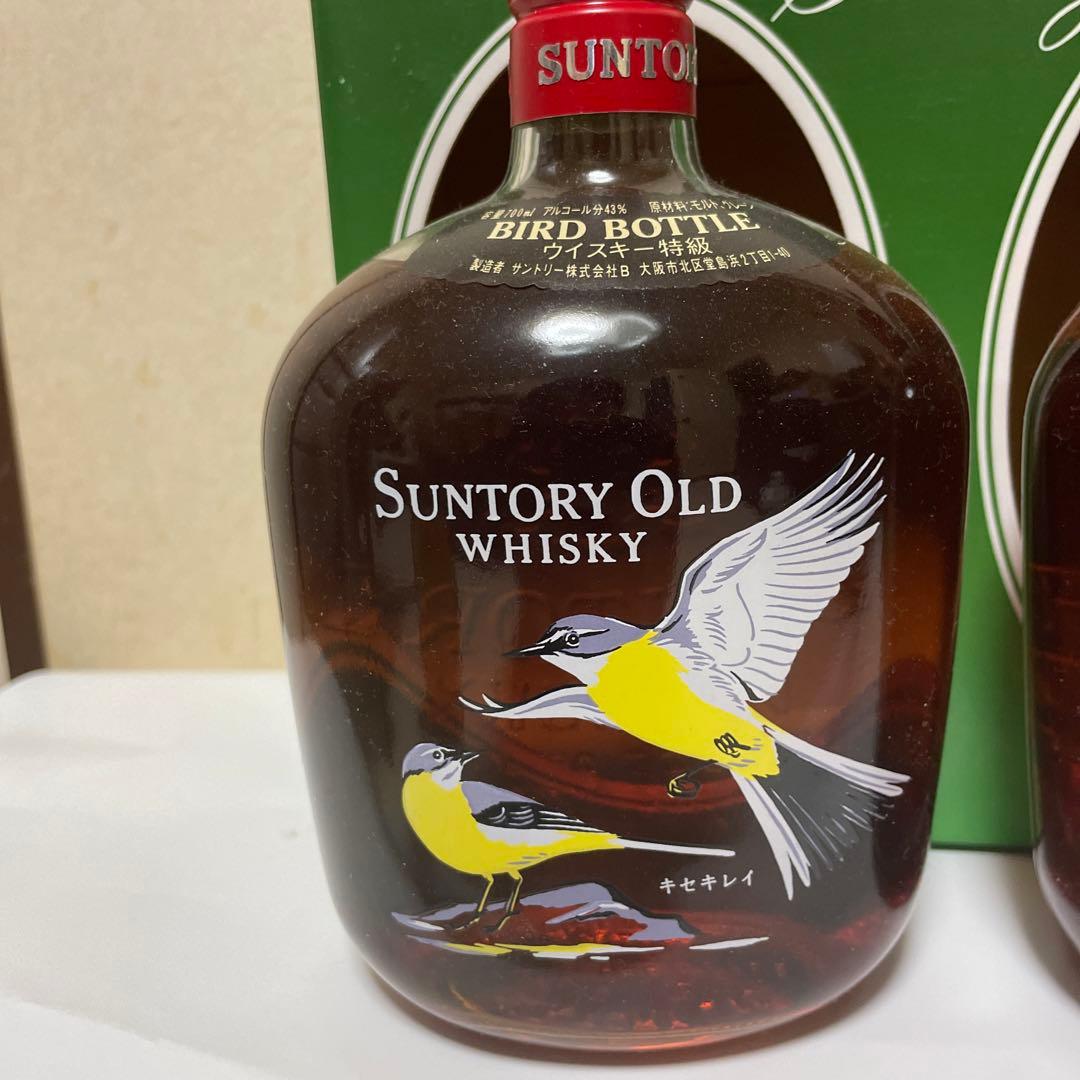 SUNTO
容量700ml アルコール分43% 原材料:モルト、グレーン
BIRD BOTTLE
ウイスキー特級
製造者 サントリー株式会社B 大阪市北区堂島浜2丁目1-40
SUNTORY OLD
WHISKY
キセキレイ